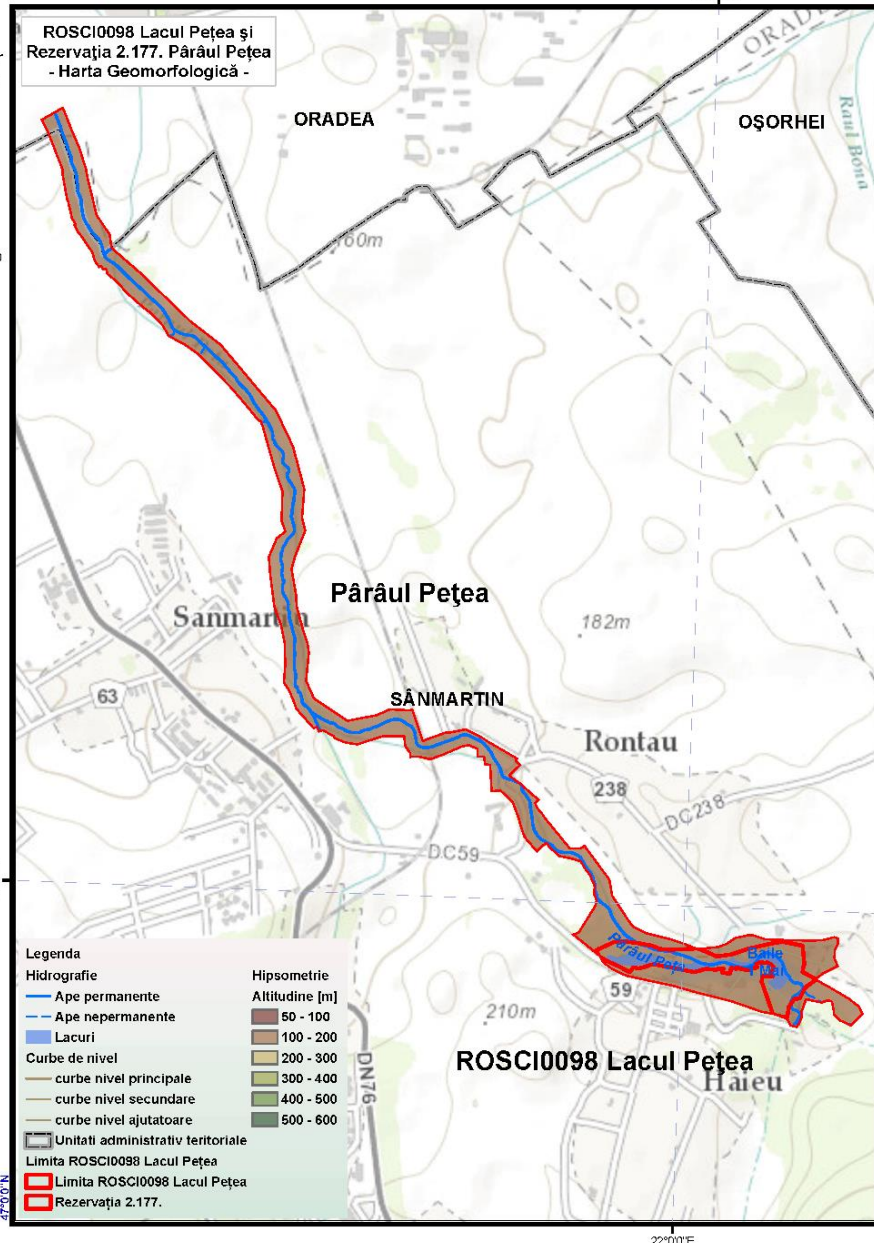 ROSCI0098 Lacul Peţea şi
Rezervaţia 2.177. Pârâul Peţea
- Harta Geomorfologică -
ORADEA
ORADE
OŞORHEI
Raul Bona
160m
Pârâul Peţea
Sanmartin
182m
63
SÂNMARTIN
Rontau
238
DC238
DC59
Pârâul Peţa
Baile
1 Mai
59
210m
ROSCI0098 Lacul Peţea
Haieu
DN76
Legenda
Hidrografie
Ape permanente
Ape nepermanente
Lacuri
Curbe de nivel
curbe nivel principale
curbe nivel secundare
curbe nivel ajutatoare
Unitati administrativ teritoriale
Limita ROSCI0098 Lacul Peţea
Limita ROSCI0098 Lacul Peţea
Rezervaţia 2.177.
Hipsometrie
Altitudine [m]
50 - 100
100 - 200
200 - 300
300 - 400
400 - 500
500 - 600
47°0'0"N
22°0'0"E